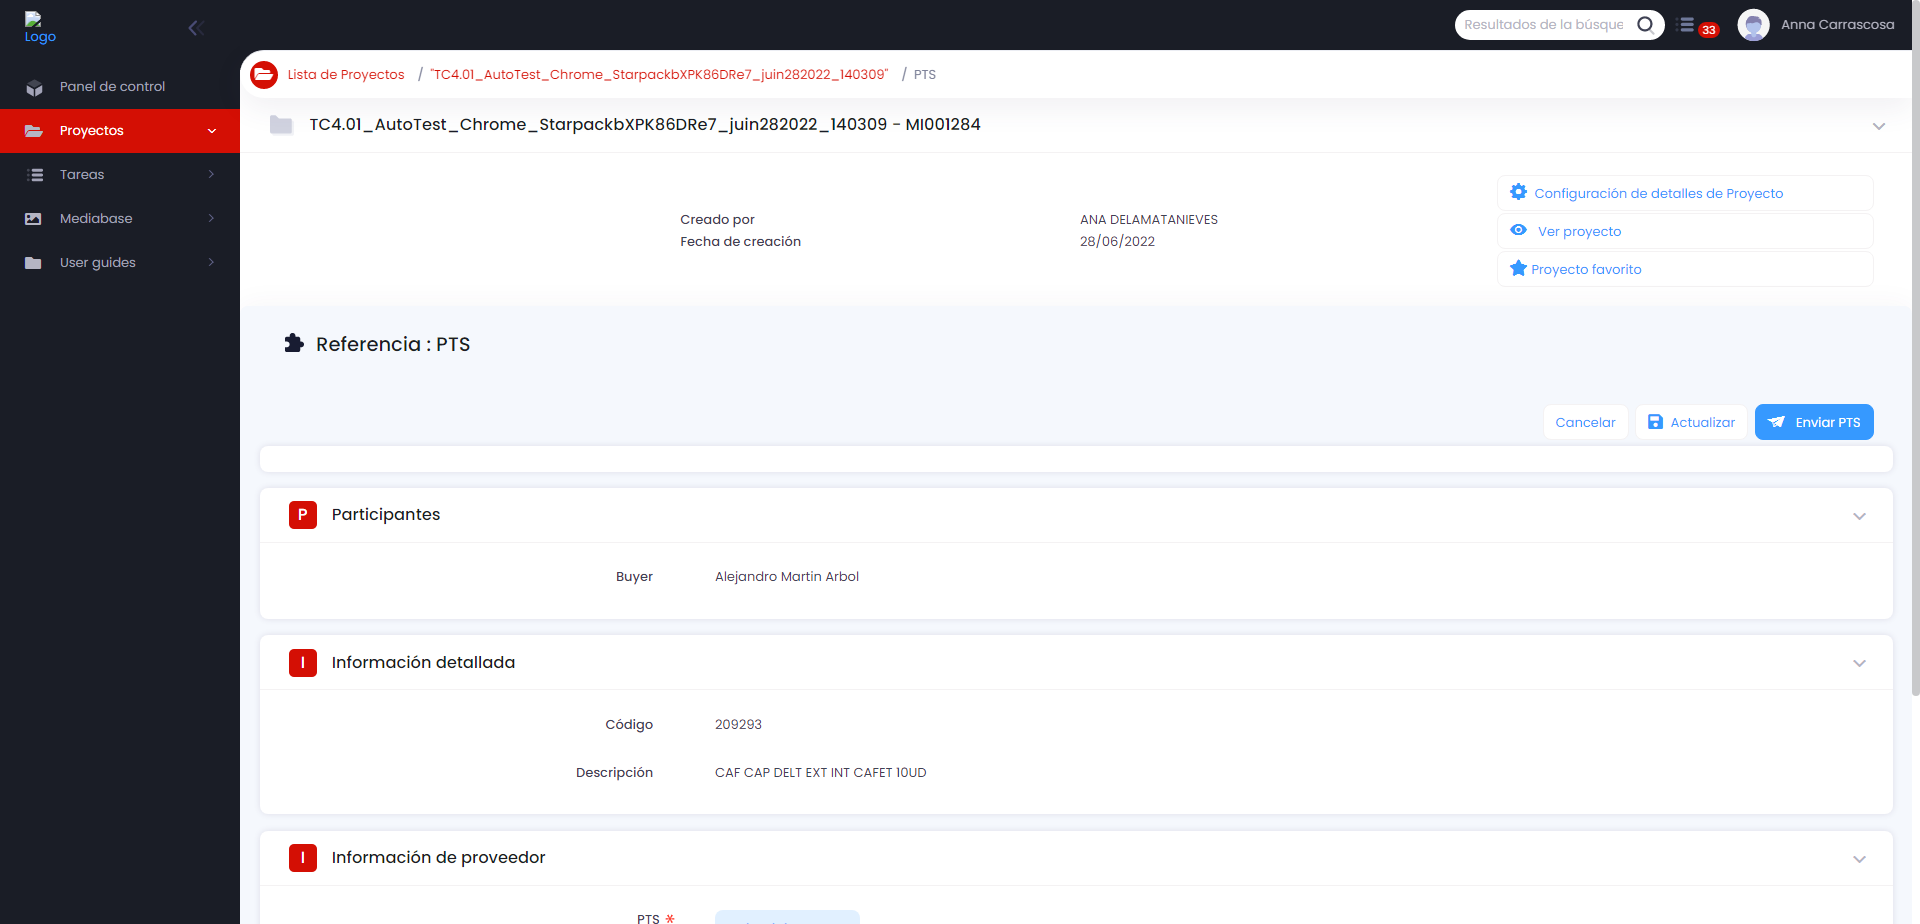 Logo
Resultados de la búsque
33
Anna Carrascosa
Panel de control
Proyectos
Tareas
Mediabase
User guides
Lista de Proyectos / "TC4.01_AutoTest_Chrome_StarpackbXPK86DRe7_juin282022_140309" / PTS
TC4.01_AutoTest_Chrome_StarpackbXPK86DRe7_juin282022_140309 - MI001284
Creado por ANA DELAMATANIEVES
Fecha de creación 28/06/2022
Configuración de detalles de Proyecto
Ver proyecto
Proyecto favorito
Referencia : PTS
Cancelar
Actualizar
Enviar PTS
P Participantes
Buyer Alejandro Martin Arbol
I Información detallada
Código 209293
Descripción CAF CAP DELT EXT INT CAFET 10UD
I Información de proveedor
PTS *